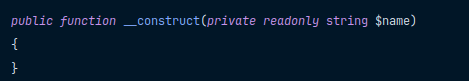 public function __construct(private readonly string $name)
{
}